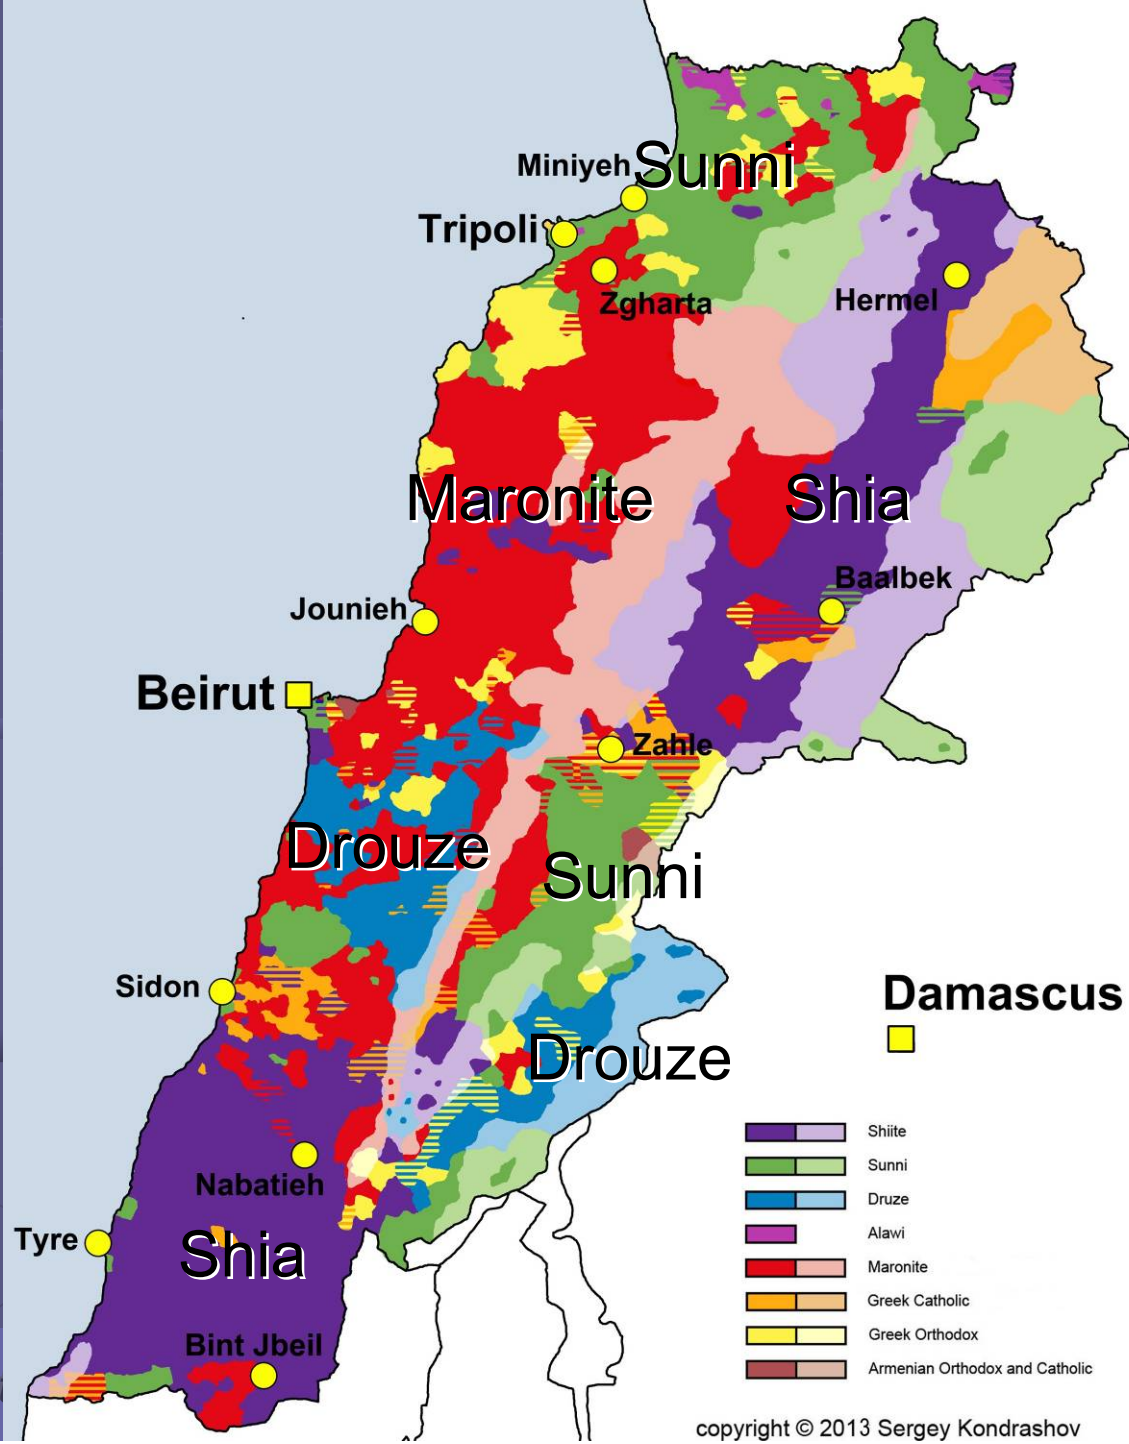 Miniyeh
Sunni
Tripoli
Zgharta
Hermel
Maronite
Shia
Baalbek
Jounieh
Beirut
Zahle
Drouze
Sunni
Sidon
Damascus
Drouze
Nabatieh
Tyre
Shia
Bint Jbeil
Shiite
Sunni
Druze
Alawi
Maronite
Greek Catholic
Greek Orthodox
Armenian Orthodox and Catholic
copyright © 2013 Sergey Kondrashov